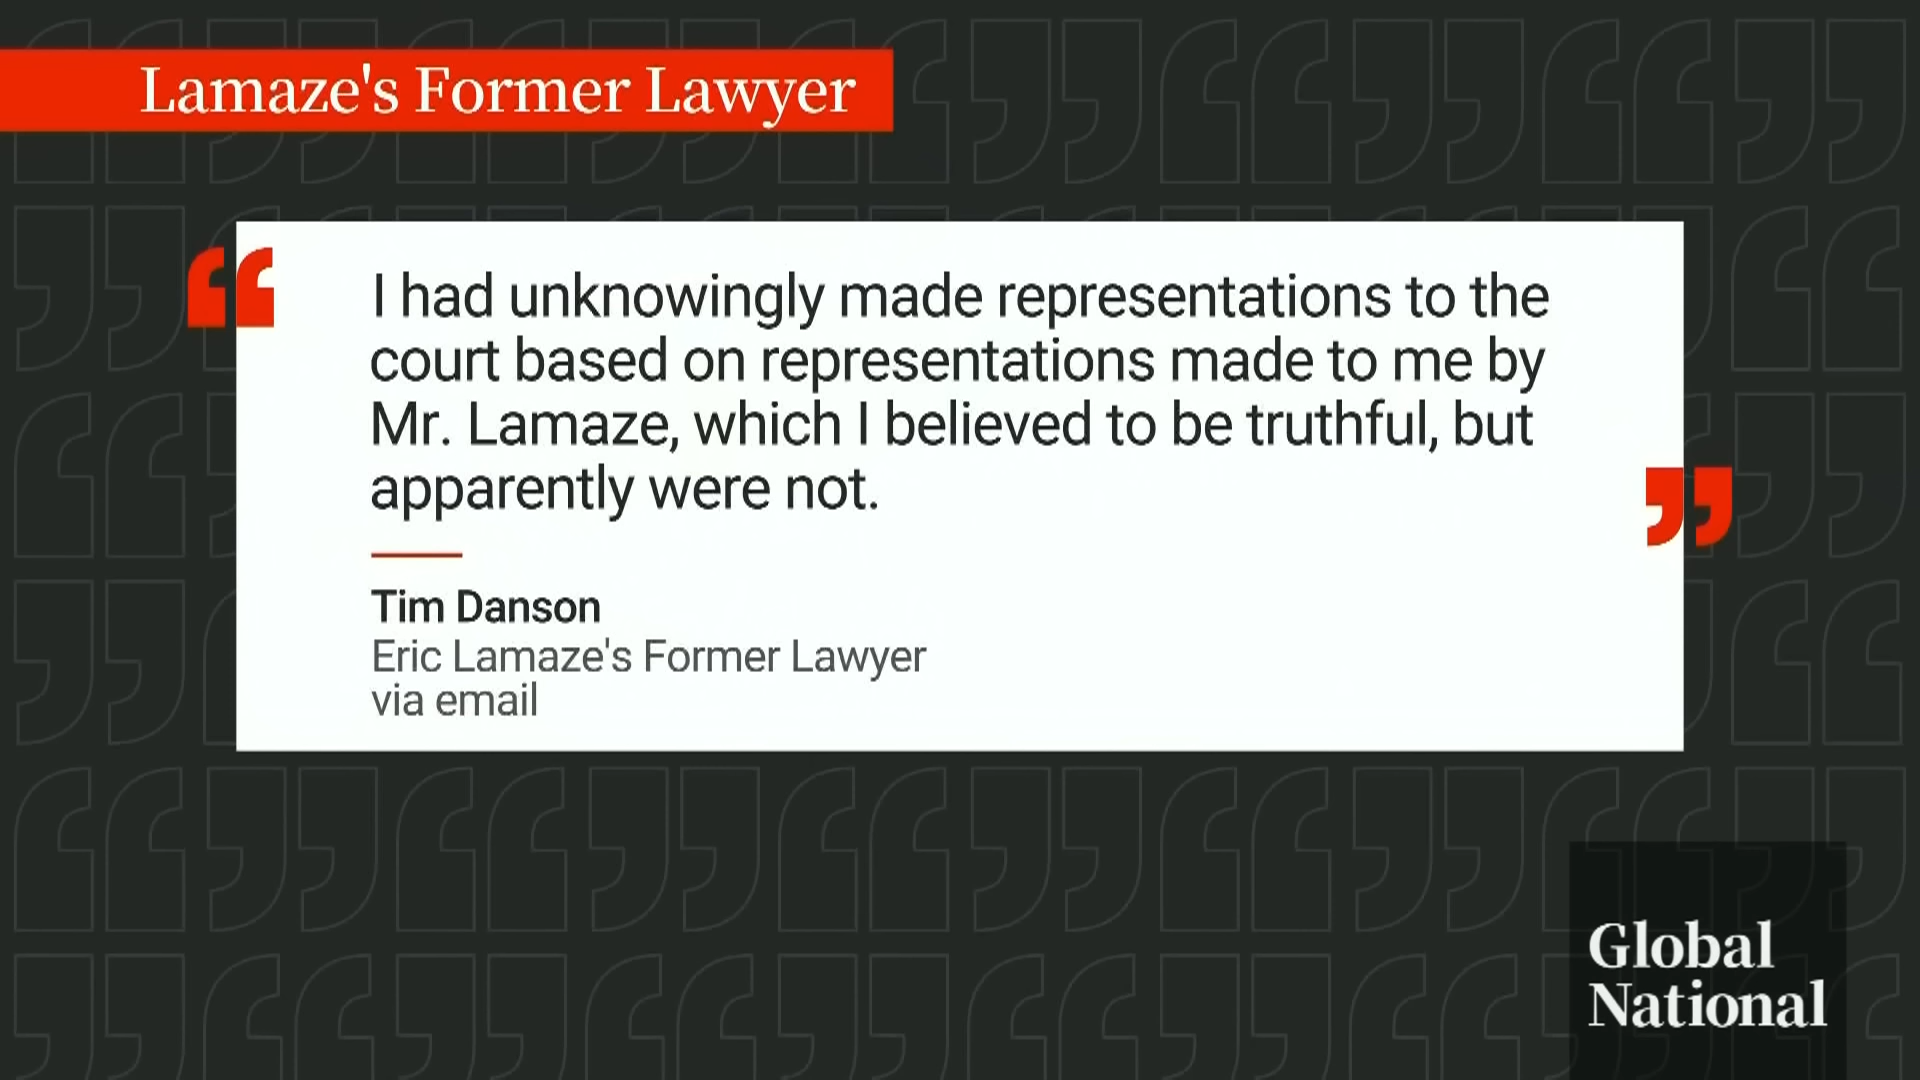 Lamaze's Former Lawyer
“
I had unknowingly made representations to the
court based on representations made to me by
Mr. Lamaze, which I believed to be truthful, but
apparently were not.
”
Tim Danson
Eric Lamaze's Former Lawyer
via email
Global
National